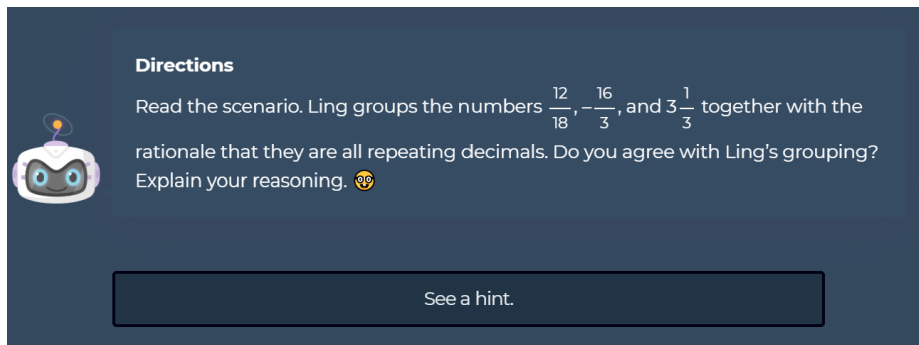 Directions
Read the scenario. Ling groups the numbers 12/18, −16/3, and 3 1/3 together with the
rationale that they are all repeating decimals. Do you agree with Ling’s grouping?
Explain your reasoning. 🤓
See a hint.